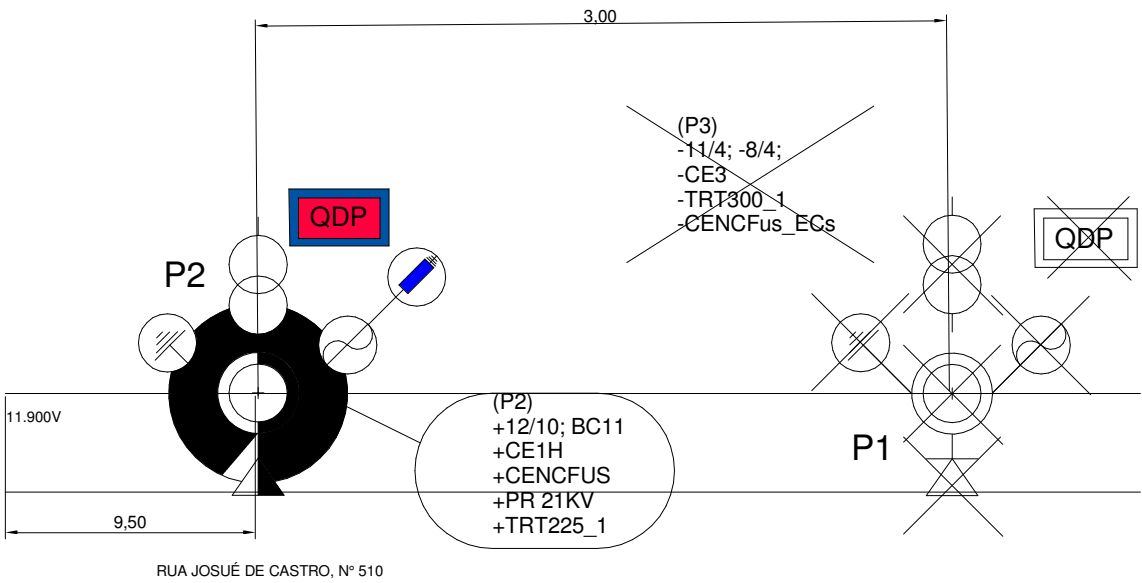 3,00
(P3)
-11/4; -8/4;
-CE3
-TRT300_1
-CENCFus_ECs
QDP
QDP
P2
(P2)
+12/10; BC11
+CE1H
+CENCFUS
+PR 21KV
+TRT225_1
11.900V
P1
9,50
RUA JOSUÉ DE CASTRO, Nº 510